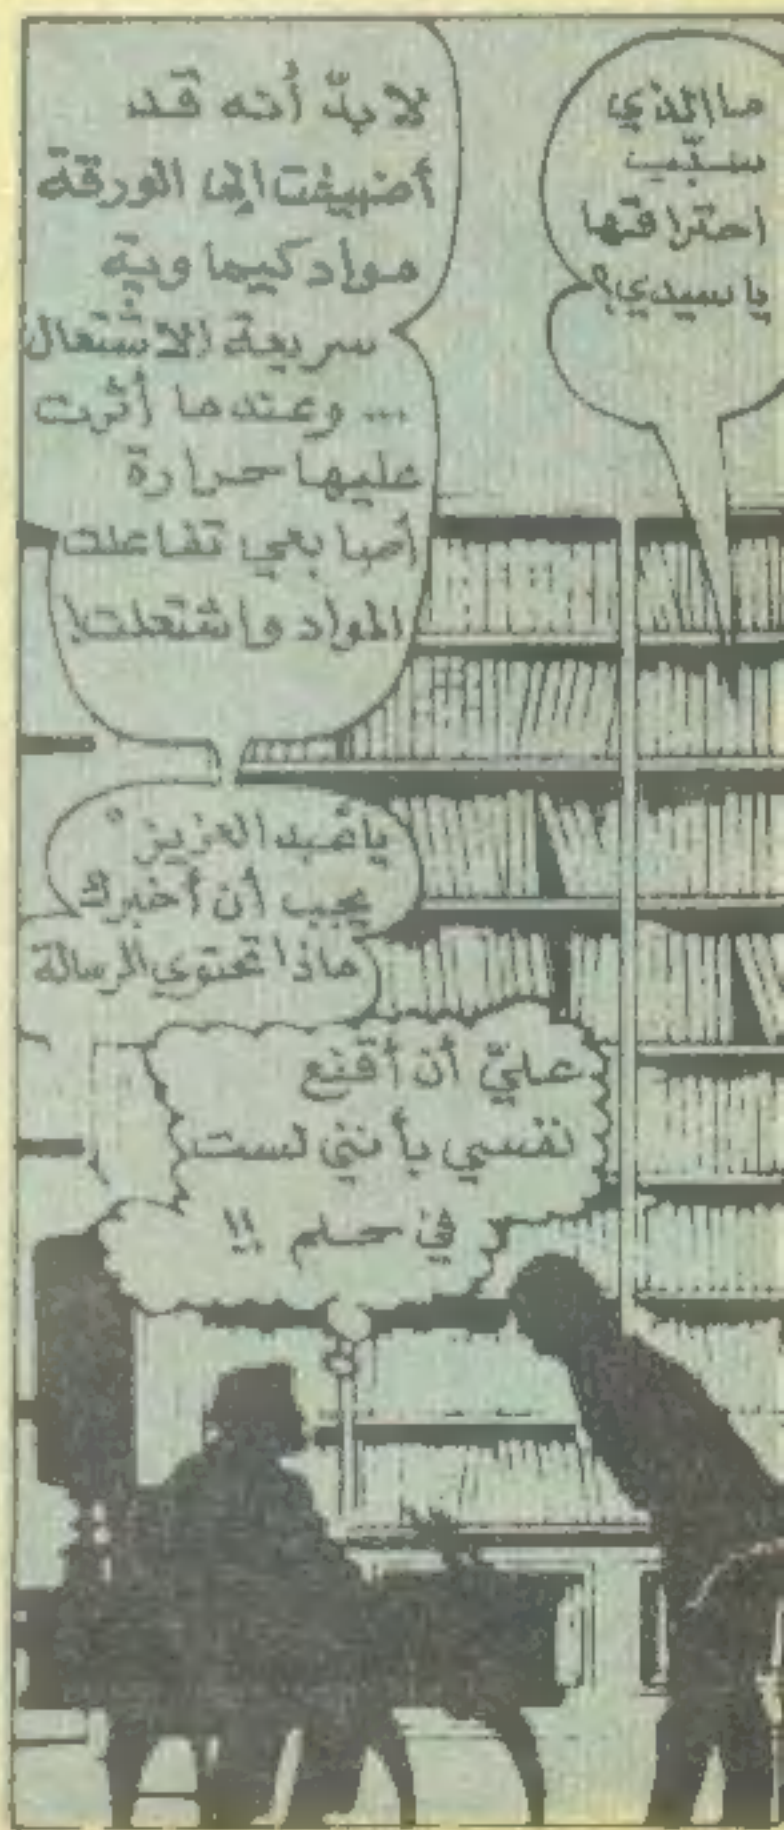 ما الذي
سبّب
احتراقها
يا سيدي؟
لا بدّ أنه قد
أضيفت إلى الورقة
مواد كيماوية
سريعة الاشتعال
... وعندما أثرت
عليها حرارة
أصابعي تفاعلت
المواد واشتعلت!
يا عبد العزيز
يجب أن أخبرك
ماذا تحتوي الرسالة
عليّ أن أقنع
نفسي بأنني لست
في حلم !!